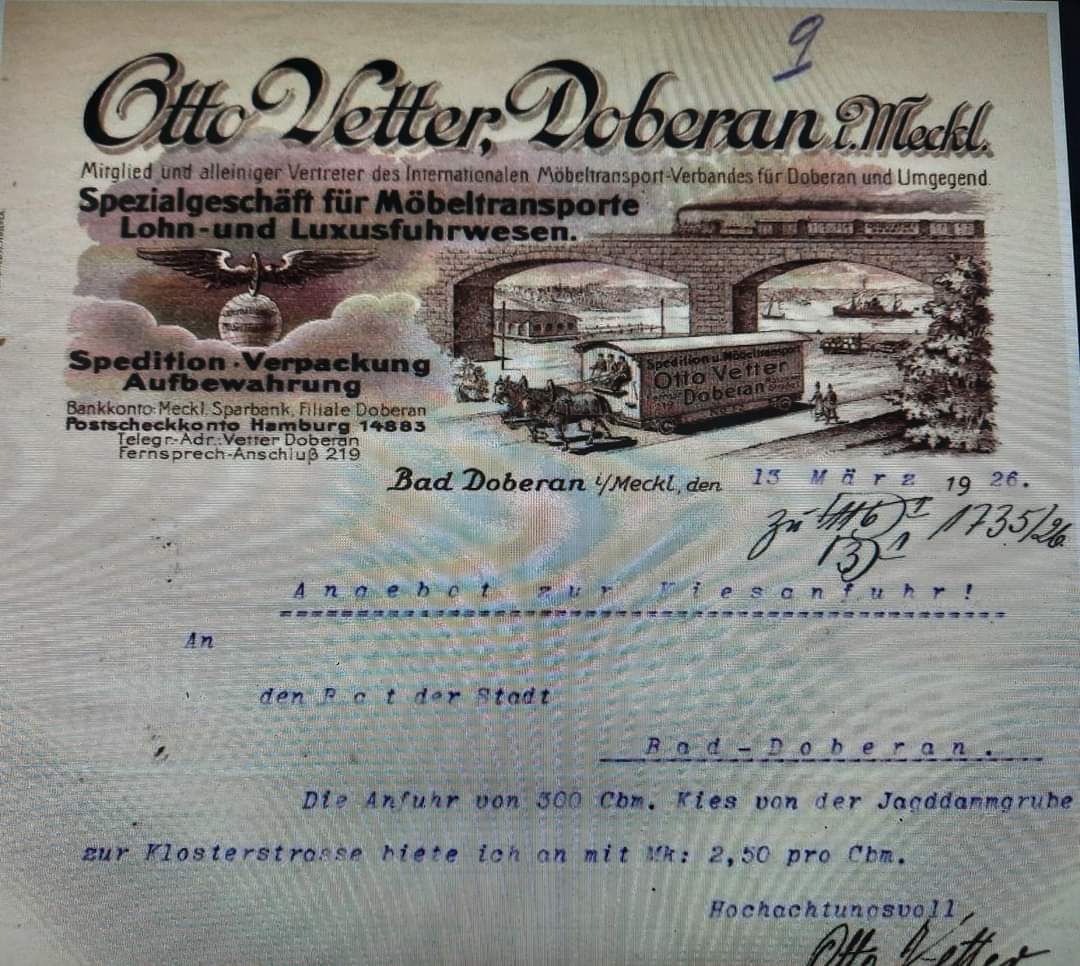 9
Otto Vetter, Doberan i. Meckl.
Mitglied und alleiniger Vertreter des Internationalen Möbeltransport-Verbandes für Doberan und Umgegend.
Spezialgeschäft für Möbeltransporte
Lohn- und Luxusfuhrwesen.
Spedition · Verpackung
Aufbewahrung
Bankkonto: Meckl. Sparbank, Filiale Doberan
Postscheckkonto Hamburg 14883
Telegr.-Adr.: Vetter Doberan
Fernsprech-Anschluß 219
Spedition u. Möbeltransport
Otto Vetter
Doberan
Bad Doberan i/Meckl., den 13 März 1926.
zu 1735/26
Angebot zur Kiesanfuhr!
An
den Rat der Stadt
Bad-Doberan.
Die Anfuhr von 300 Cbm. Kies von der Jagddammgrube
zur Klosterstrasse biete ich an mit Mk: 2,50 pro Cbm.
Hochachtungsvoll,
Otto Vetter